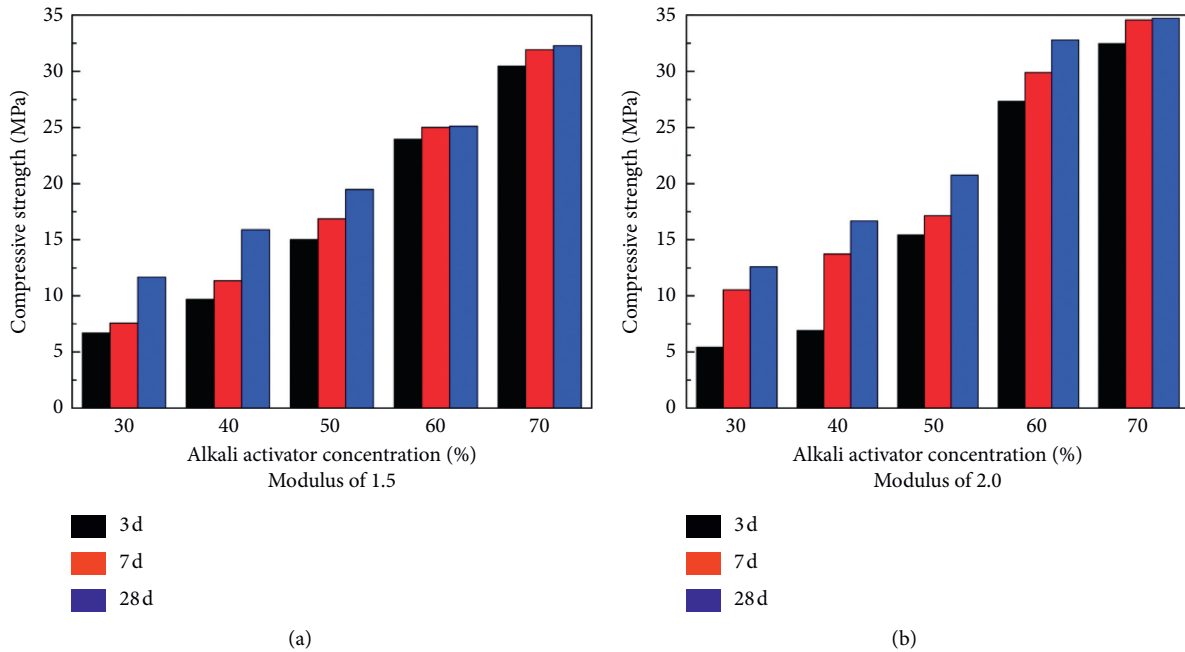 35
30
25
20
15
10
5
0
Compressive strength (MPa)
30 40 50 60 70
Alkali activator concentration (%)
Modulus of 1.5
3 d
7 d
28 d
(a)
35
30
25
20
15
10
5
0
Compressive strength (MPa)
30 40 50 60 70
Alkali activator concentration (%)
Modulus of 2.0
3 d
7 d
28 d
(b)